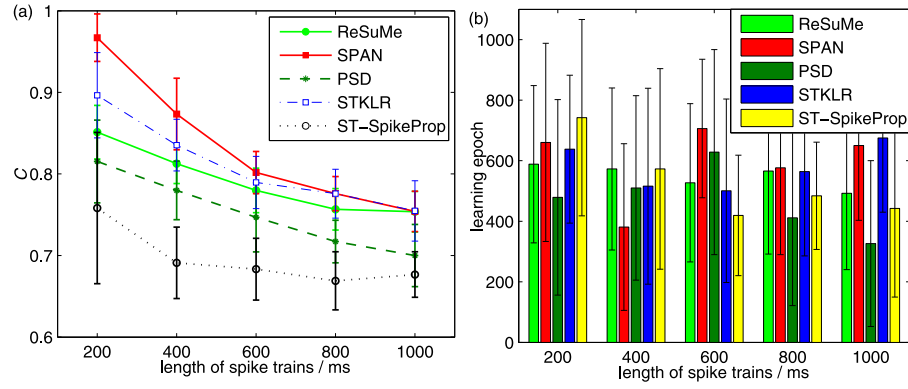 (a)
ReSuMe
SPAN
PSD
STKLR
ST-SpikeProp
C
1
0.9
0.8
0.7
0.6
200
400
600
800
1000
length of spike trains / ms
(b)
ReSuMe
SPAN
PSD
STKLR
ST-SpikeProp
learning epoch
1000
800
600
400
200
0
200
400
600
800
1000
length of spike trains / ms